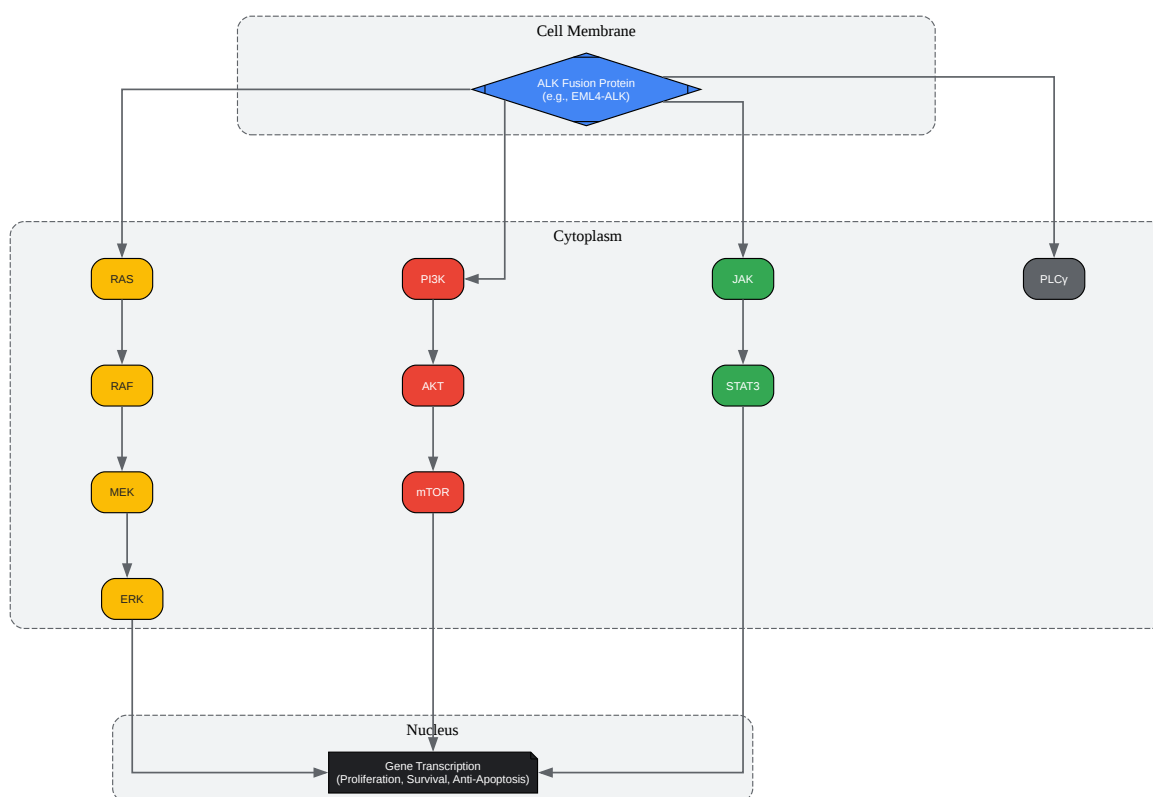 Cell Membrane
ALK Fusion Protein
(e.g., EML4-ALK)
Cytoplasm
RAS
PI3K
JAK
PLCγ
RAF
AKT
STAT3
MEK
mTOR
ERK
Nucleus
Gene Transcription
(Proliferation, Survival, Anti-Apoptosis)